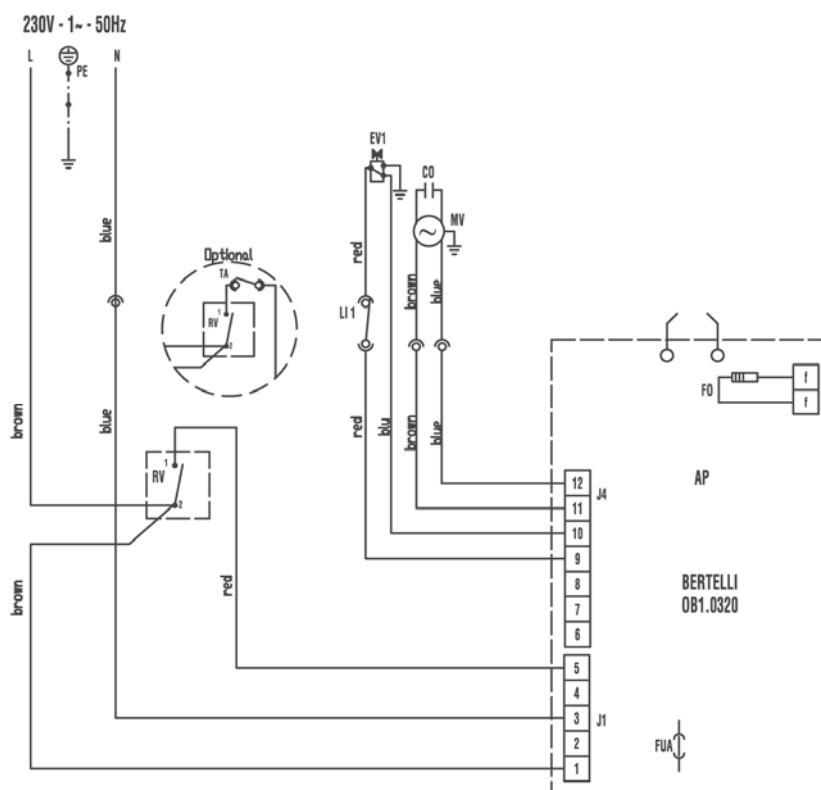 230V - 1~ - 50Hz
L
N
PE
EV1
CO
MV
blue
red
brown
blue
Optional
TA
1
RV
2
LI 1
FO
f
f
brown
blue
red
blu
brown
blue
1
RV
2
AP
12
J4
11
10
9
8
7
6
BERTELLI
OB1.0320
brown
red
5
4
3
J1
2
1
FUA